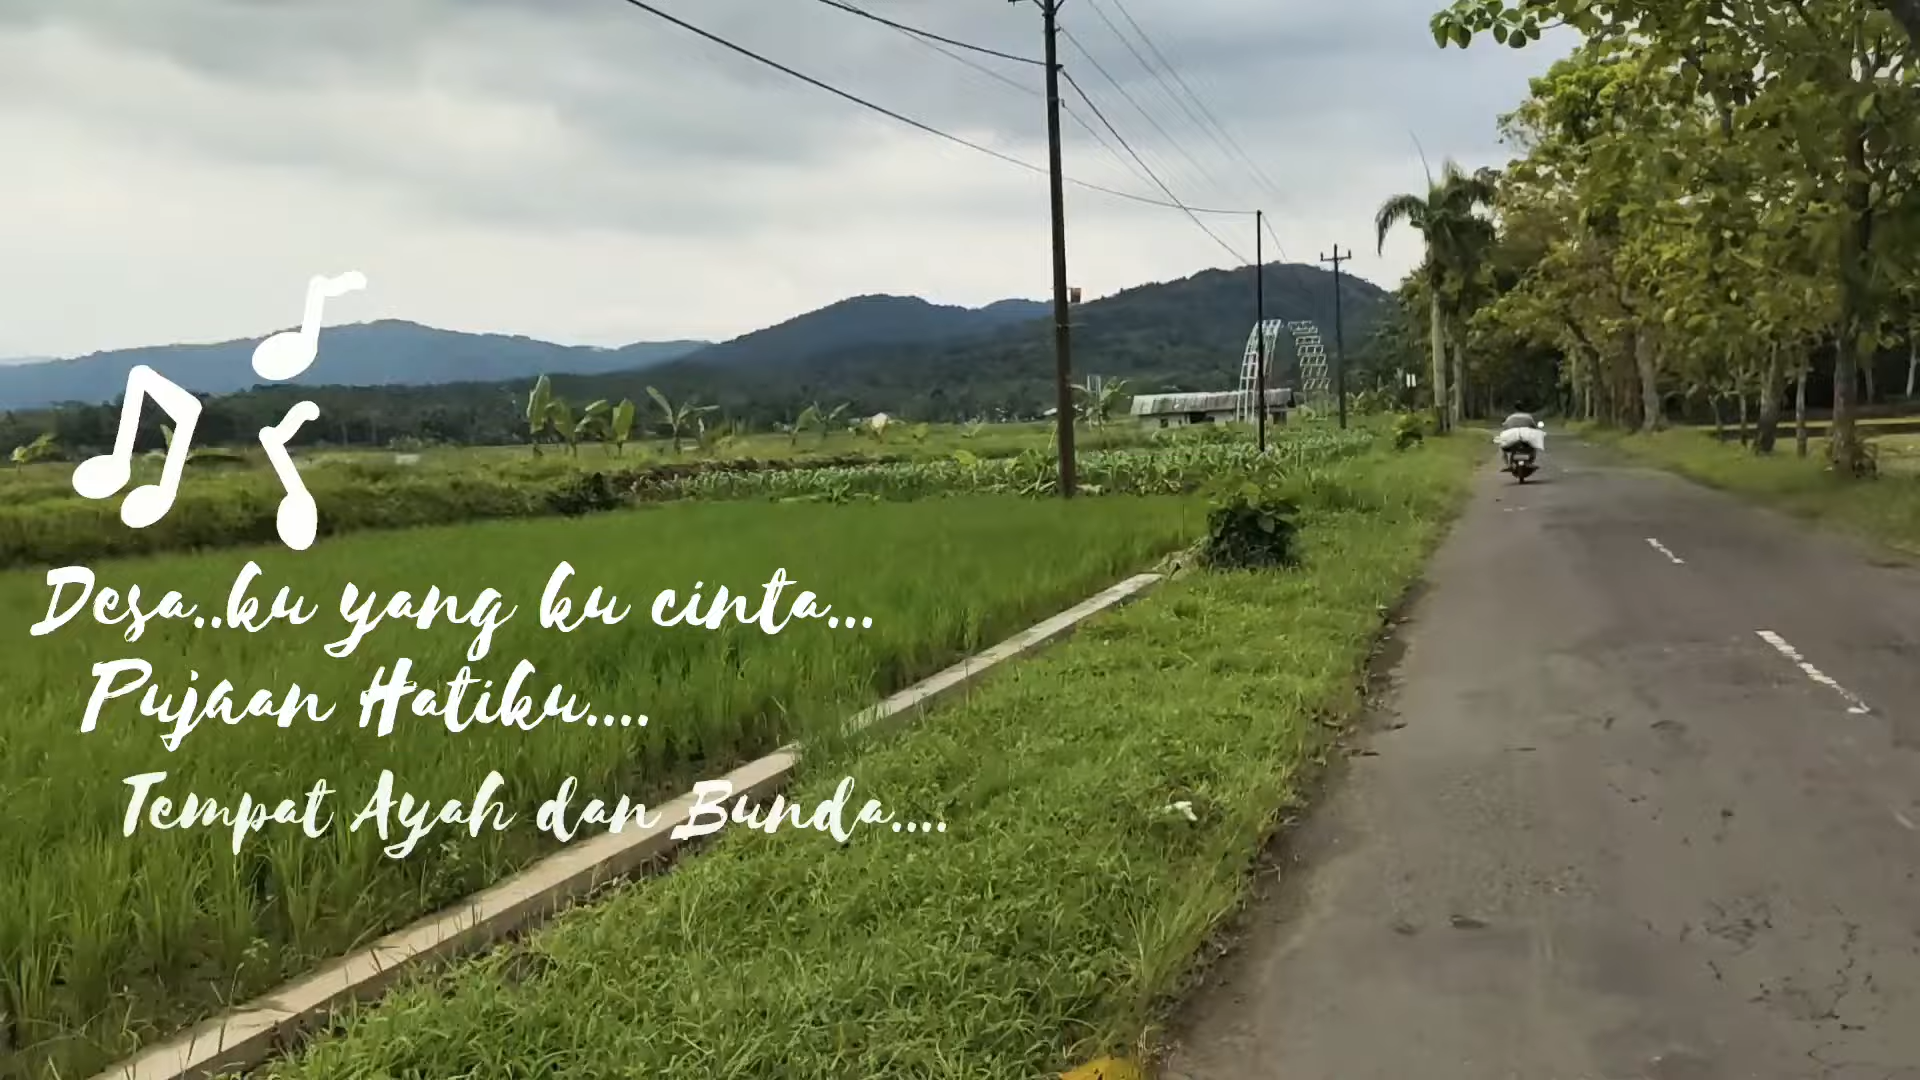 Desa..ku yang ku cinta...
Pujaan Hatiku....
Tempat Ayah dan Bunda....